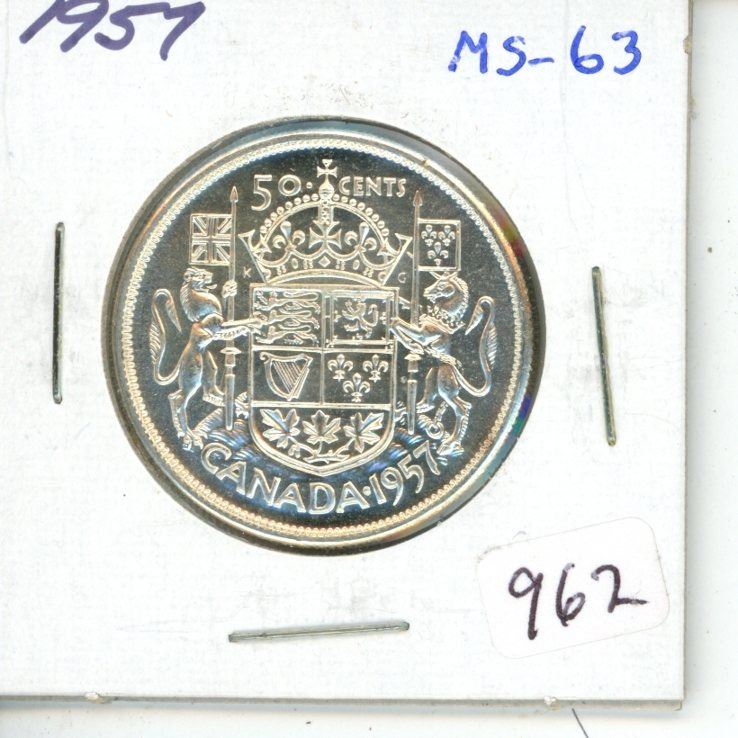 1957
MS-63
50 · CENTS
K G
CANADA · 1957
962